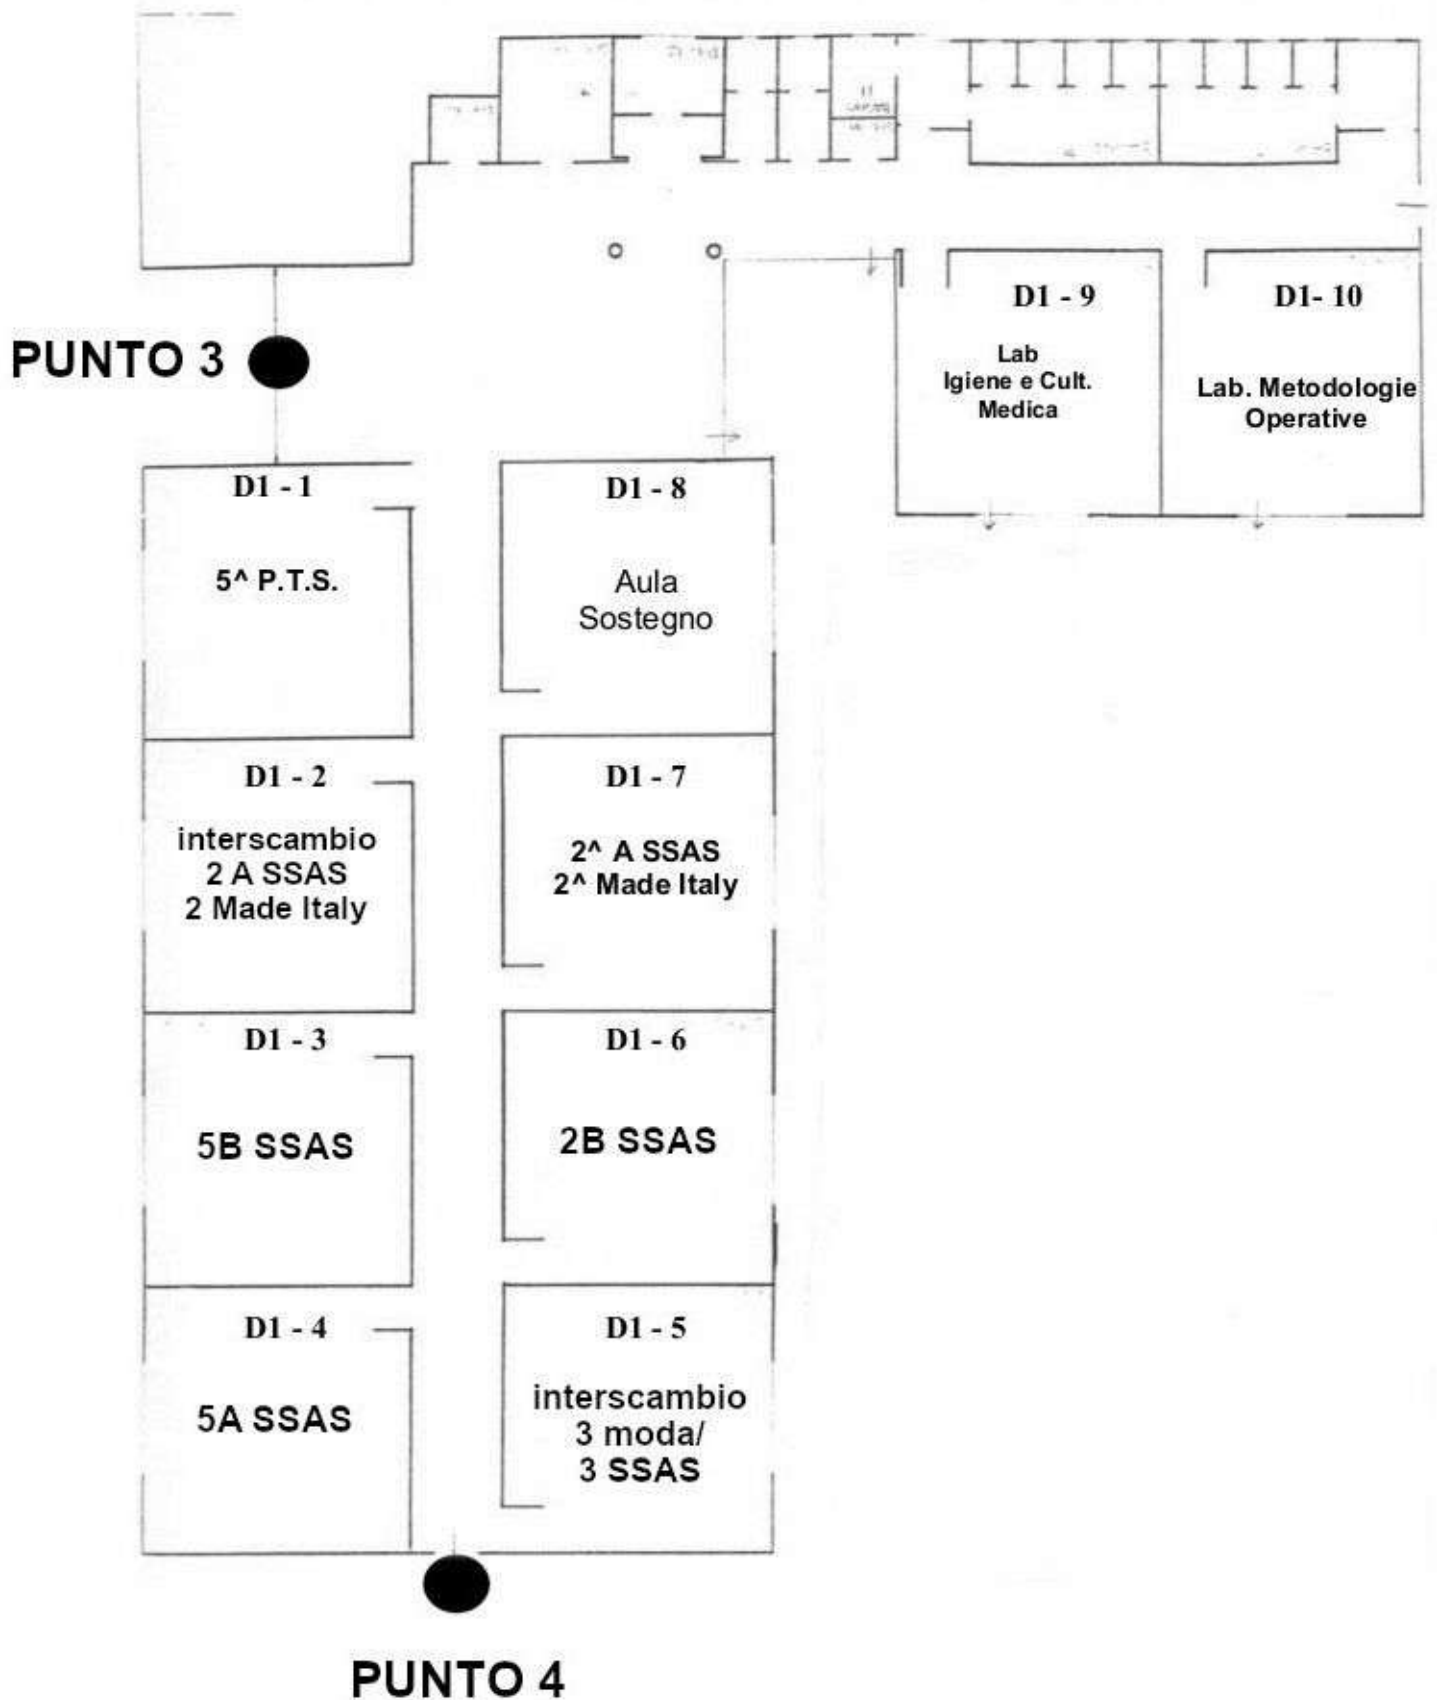 D1 - 9
D1- 10
Lab
Igiene e Cult.
Medica
Lab. Metodologie
Operative
PUNTO 3
D1 - 1
5^ P.T.S.
D1 - 8
Aula
Sostegno
D1 - 2
interscambio
2 A SSAS
2 Made Italy
D1 - 7
2^ A SSAS
2^ Made Italy
D1 - 3
5B SSAS
D1 - 6
2B SSAS
D1 - 4
5A SSAS
D1 - 5
interscambio
3 moda/
3 SSAS
PUNTO 4